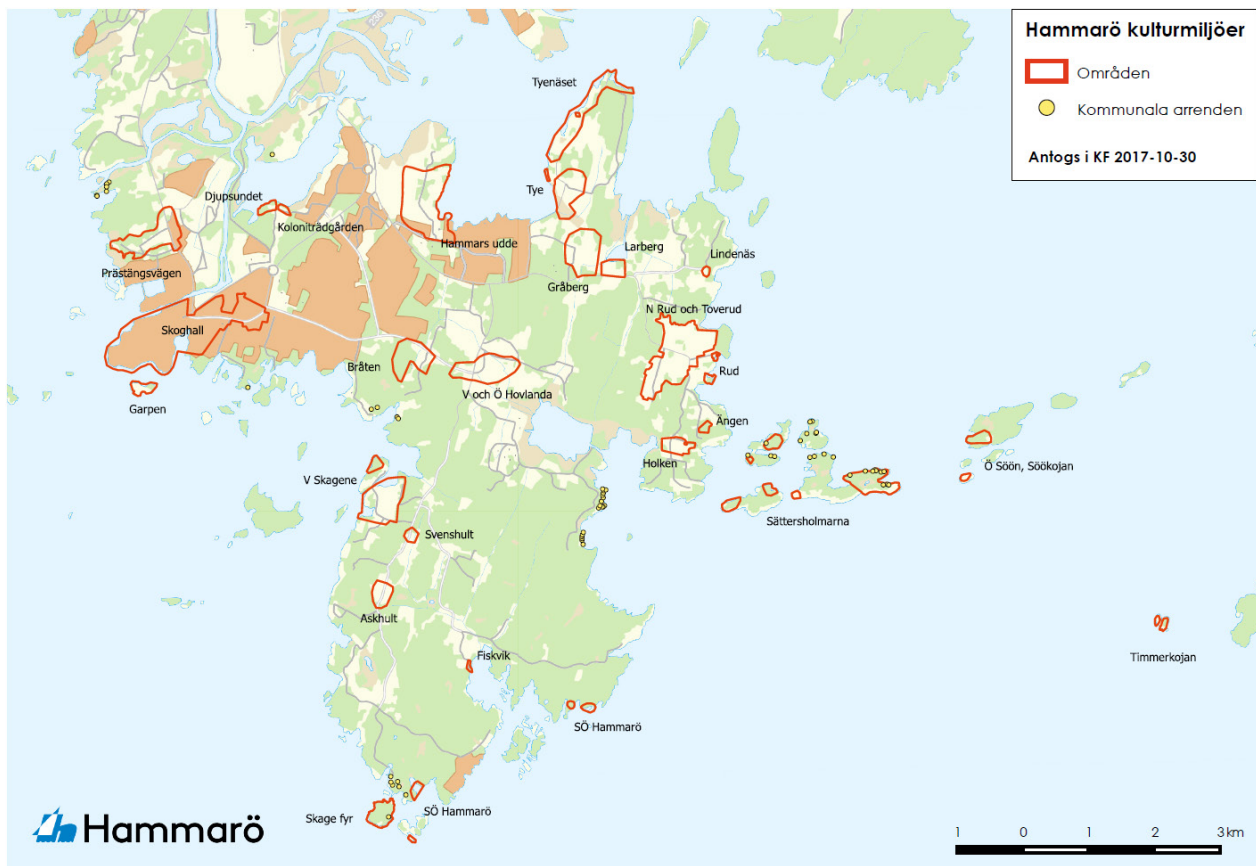 Hammarö kulturmiljöer
Områden
Kommunala arrenden
Antogs i KF 2017-10-30
Tyenäset
Tye
Djupsundet
Koloniträdgården
Hammars udde
Larberg
Lindenäs
Prästängsvägen
Gråberg
N Rud och Toverud
Skoghall
Bråten
Rud
V och Ö Hovlanda
Garpen
Ängen
Holken
Ö Söön, Söökojan
V Skagene
Sättersholmarna
Svenshult
Askhult
Fiskvik
Timmerkojan
SÖ Hammarö
SÖ Hammarö
Skage fyr
Hammarö
1 0 1 2 3 km